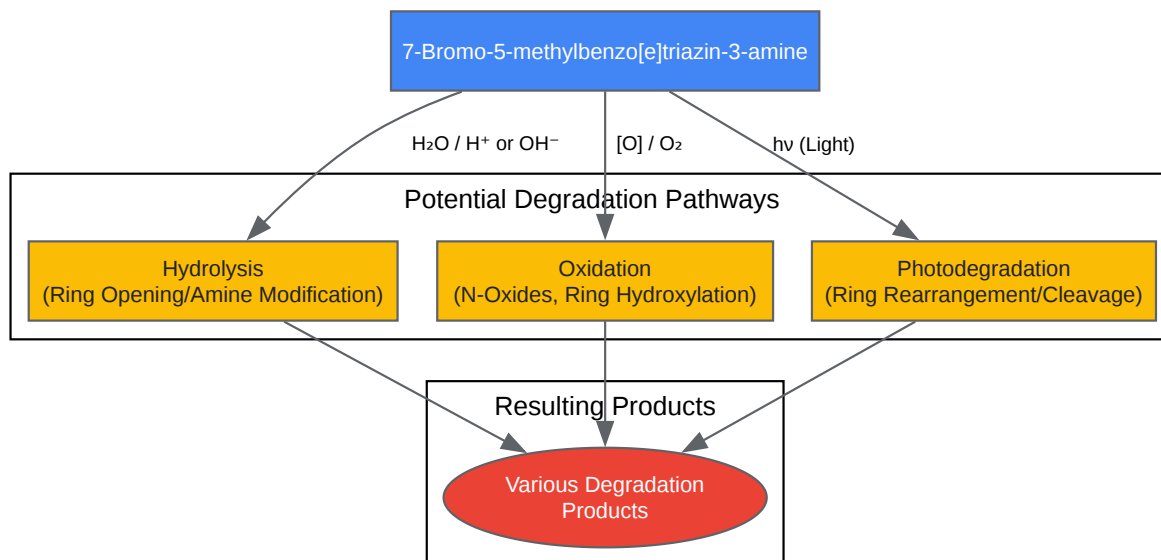 7-Bromo-5-methylbenzo[e]triazin-3-amine
H₂O / H⁺ or OH⁻
[O] / O₂
hν (Light)
Potential Degradation Pathways
Hydrolysis
(Ring Opening/Amine Modification)
Oxidation
(N-Oxides, Ring Hydroxylation)
Photodegradation
(Ring Rearrangement/Cleavage)
Resulting Products
Various Degradation
Products